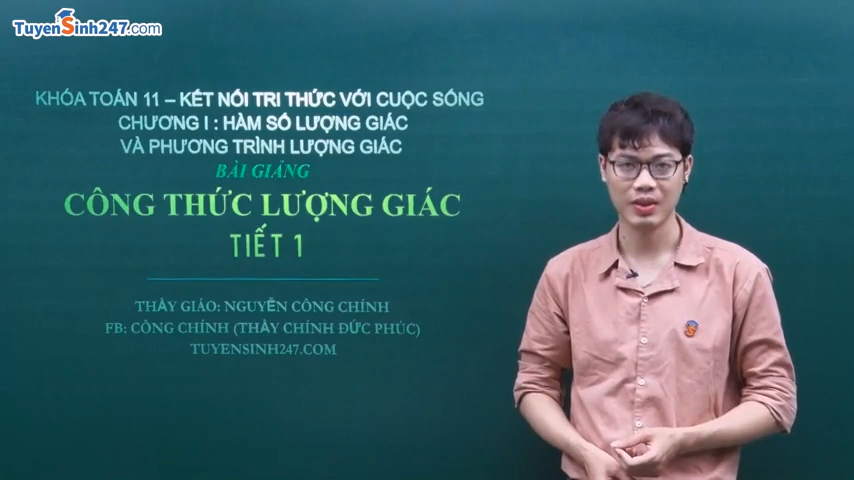 TuyenSinh247.com
KHÓA TOÁN 11 – KẾT NỐI TRI THỨC VỚI CUỘC SỐNG
CHƯƠNG I : HÀM SỐ LƯỢNG GIÁC
VÀ PHƯƠNG TRÌNH LƯỢNG GIÁC
BÀI GIẢNG
CÔNG THỨC LƯỢNG GIÁC
TIẾT 1
THẦY GIÁO: NGUYỄN CÔNG CHÍNH
FB: CÔNG CHÍNH (THẦY CHÍNH ĐỨC PHÚC)
TUYENSINH247.COM